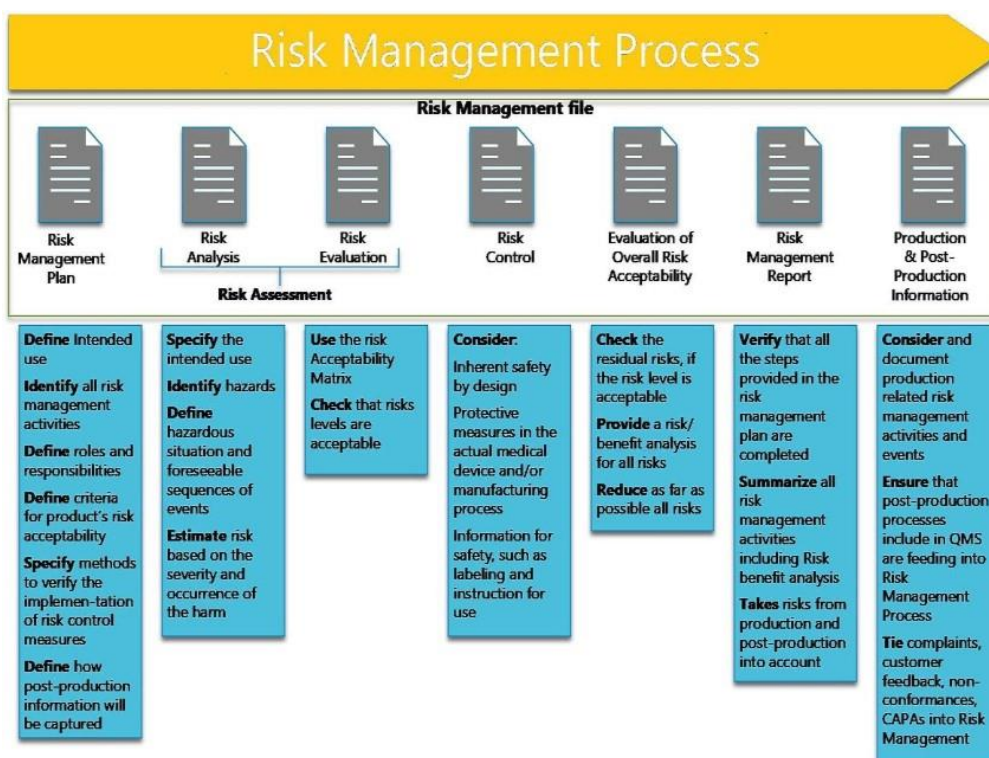 Risk Management Process
Risk Management file
Risk
Management
Plan
Risk
Analysis
Risk
Evaluation
Risk Assessment
Risk
Control
Evaluation of
Overall Risk
Acceptability
Risk
Management
Report
Production
& Post-
Production
Information
Define Intended
use
Identify all risk
management
activities
Define roles and
responsibilities
Define criteria
for product's risk
acceptability
Specify methods
to verify the
implemen-tation
of risk control
measures
Define how
post-production
information will
be captured
Specify the
intended use
Identify hazards
Define
hazardous
situation and
foreseeable
sequences of
events
Estimate risk
based on the
severity and
occurrence of
the harm
Use the risk
Acceptability
Matrix
Check that risks
levels are
acceptable
Consider:
Inherent safety
by design
Protective
measures in the
actual medical
device and/or
manufacturing
process
Information for
safety, such as
labeling and
instruction for
use
Check the
residual risks, if
the risk level is
acceptable
Provide a risk/
benefit analysis
for all risks
Reduce as far as
possible all risks
Verify that all
the steps
provided in the
risk
management
plan are
completed
Summarize all
risk
management
activities
including Risk
benefit analysis
Takes risks from
production and
post-production
into account
Consider and
document
production
related risk
management
activities and
events
Ensure that
post-production
processes
include in QMS
are feeding into
Risk
Management
Process
Tie complaints,
customer
feedback, non-
conformances,
CAPAs into Risk
Management